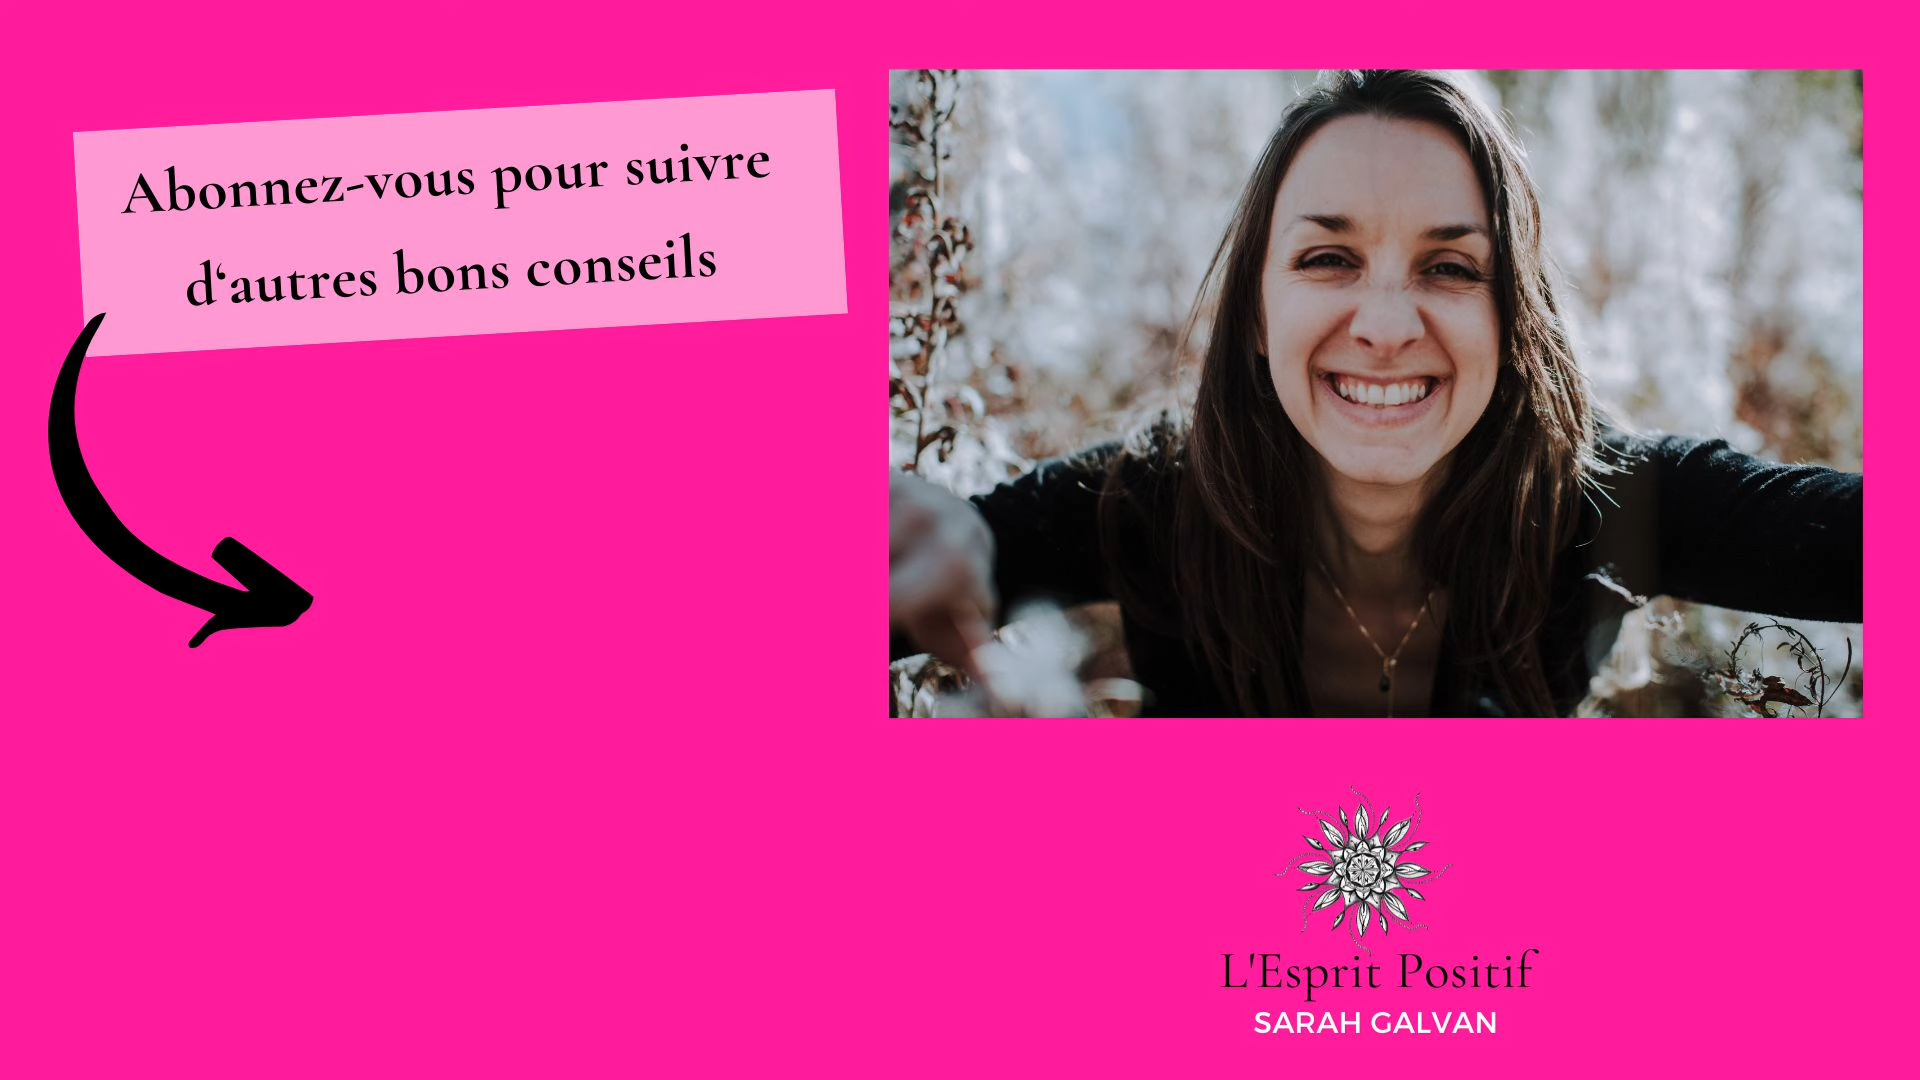 Abonnez-vous pour suivre
d‘autres bons conseils
L'Esprit Positif
SARAH GALVAN